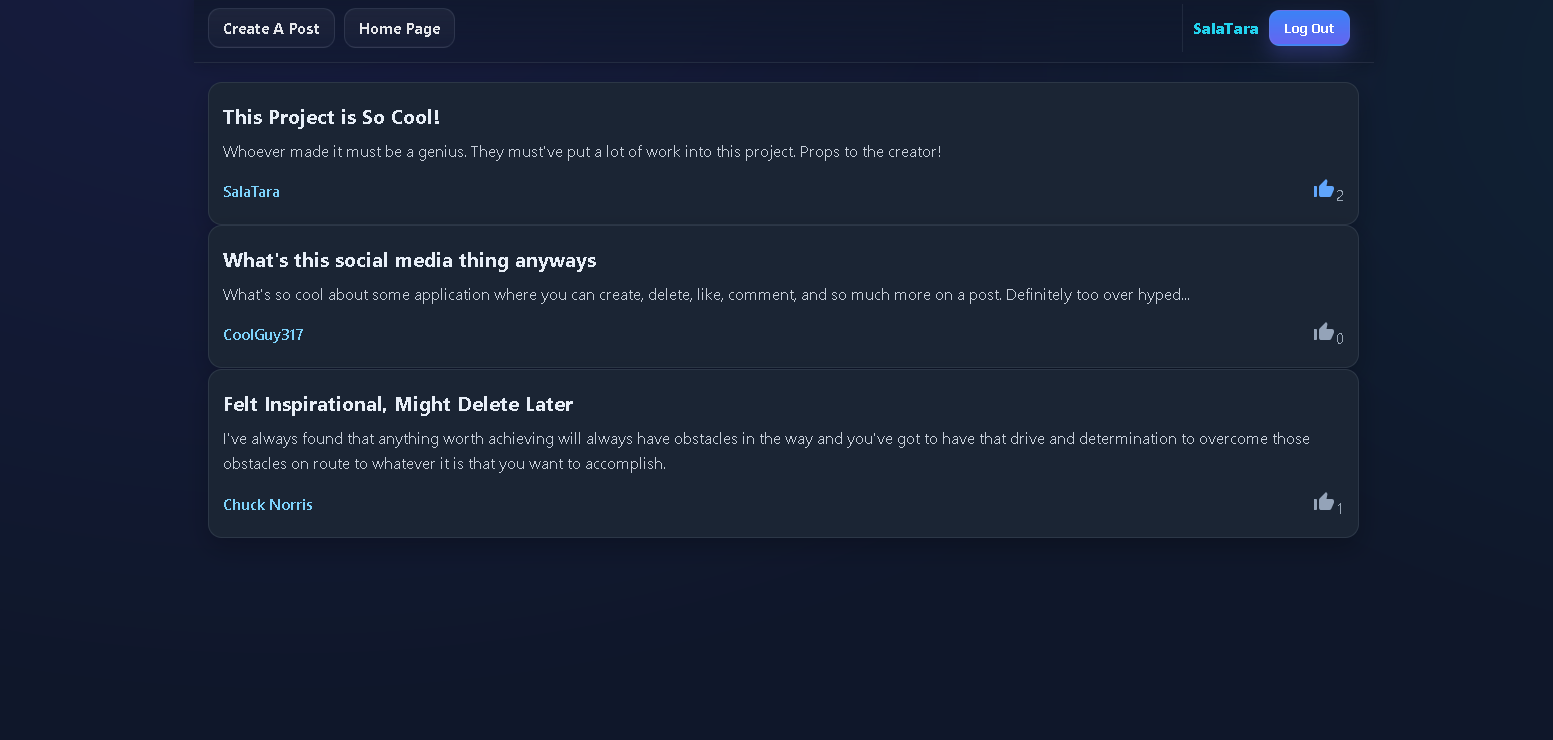 Create A Post
Home Page
SalaTara
Log Out
This Project is So Cool!
Whoever made it must be a genius. They must've put a lot of work into this project. Props to the creator!
SalaTara
2
What's this social media thing anyways
What's so cool about some application where you can create, delete, like, comment, and so much more on a post. Definitely too over hyped...
CoolGuy317
0
Felt Inspirational, Might Delete Later
I've always found that anything worth achieving will always have obstacles in the way and you've got to have that drive and determination to overcome those
obstacles on route to whatever it is that you want to accomplish.
Chuck Norris
1